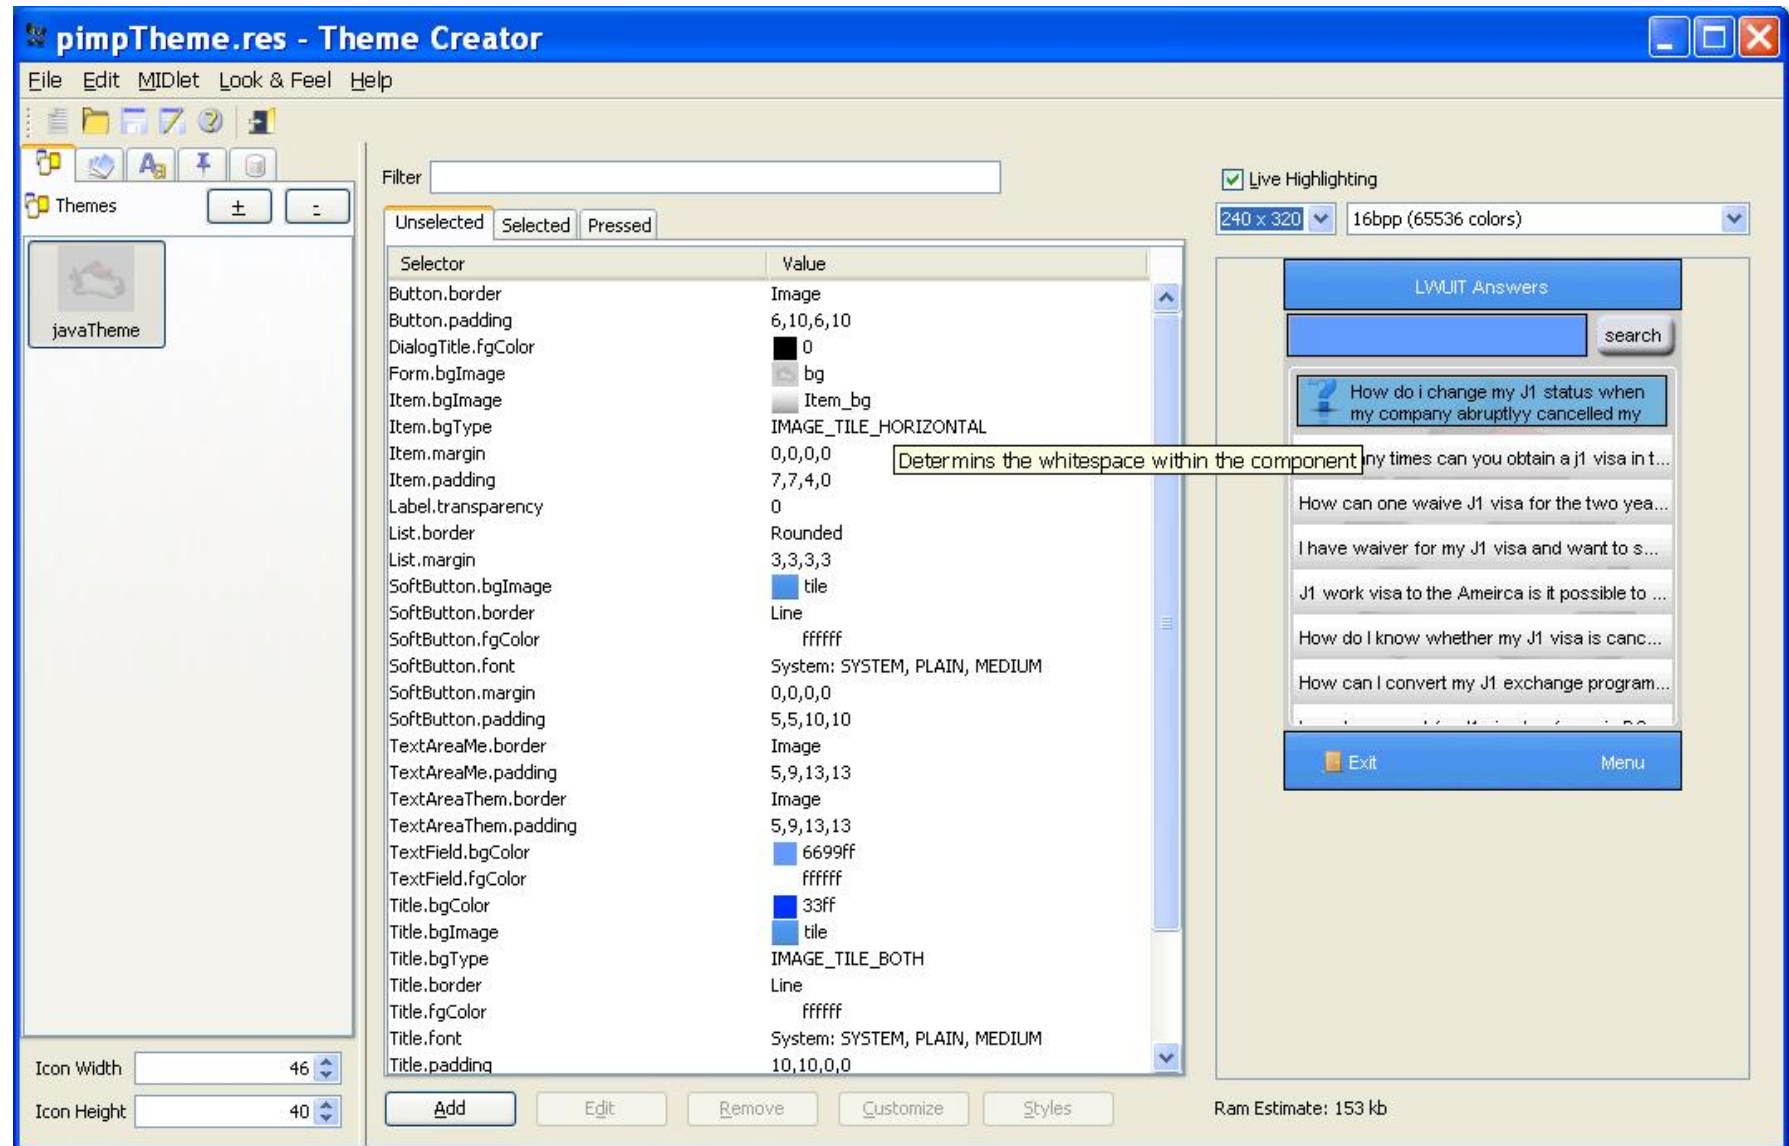 pimpTheme.res - Theme Creator
File Edit MIDlet Look & Feel Help
Themes
+
-
javaTheme
Icon Width 46
Icon Height 40
Filter
Unselected Selected Pressed
Selector Value
Button.border Image
Button.padding 6,10,6,10
DialogTitle.fgColor 0
Form.bgImage bg
Item.bgImage Item_bg
Item.bgType IMAGE_TILE_HORIZONTAL
Item.margin 0,0,0,0
Determins the whitespace within the component
Item.padding 7,7,4,0
Label.transparency 0
List.border Rounded
List.margin 3,3,3,3
SoftButton.bgImage tile
SoftButton.border Line
SoftButton.fgColor ffffff
SoftButton.font System: SYSTEM, PLAIN, MEDIUM
SoftButton.margin 0,0,0,0
SoftButton.padding 5,5,10,10
TextAreaMe.border Image
TextAreaMe.padding 5,9,13,13
TextAreaThem.border Image
TextAreaThem.padding 5,9,13,13
TextField.bgColor 6699ff
TextField.fgColor ffffff
Title.bgColor 33ff
Title.bgImage tile
Title.bgType IMAGE_TILE_BOTH
Title.border Line
Title.fgColor ffffff
Title.font System: SYSTEM, PLAIN, MEDIUM
Title.padding 10,10,0,0
Add Edit Remove Customize Styles
Live Highlighting
240 x 320 16bpp (65536 colors)
LWUIT Answers
search
How do i change my J1 status when
my company abruptlyy cancelled my
times can you obtain a j1 visa in t...
How can one waive J1 visa for the two yea...
I have waiver for my J1 visa and want to s...
J1 work visa to the Ameirca is it possible to ...
How do I know whether my J1 visa is canc...
How can I convert my J1 exchange program...
Exit Menu
Ram Estimate: 153 kb